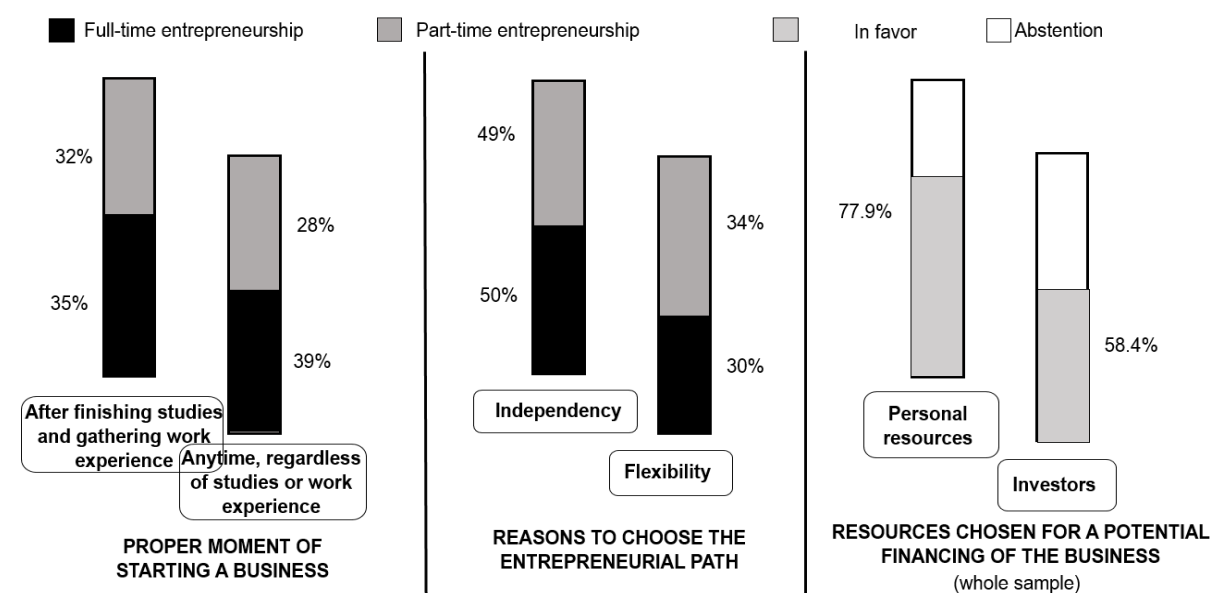 Full-time entrepreneurship
Part-time entrepreneurship
In favor
Abstention
32%
35%
28%
39%
After finishing studies
and gathering work
experience
Anytime, regardless
of studies or work
experience
PROPER MOMENT OF
STARTING A BUSINESS
49%
50%
34%
30%
Independency
Flexibility
REASONS TO CHOOSE THE
ENTREPRENEURIAL PATH
77.9%
58.4%
Personal
resources
Investors
RESOURCES CHOSEN FOR A POTENTIAL
FINANCING OF THE BUSINESS
(whole sample)